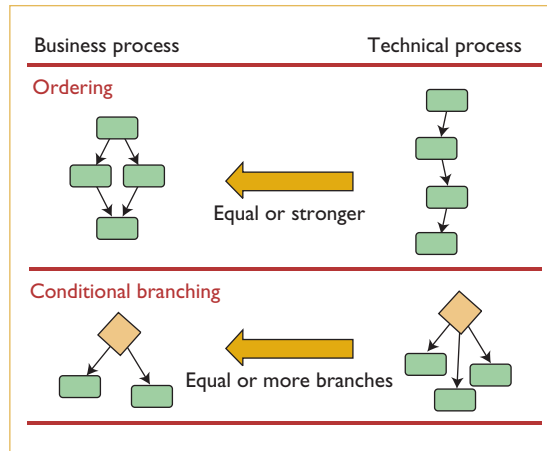 Business process
Technical process
Ordering
Equal or stronger
Conditional branching
Equal or more branches